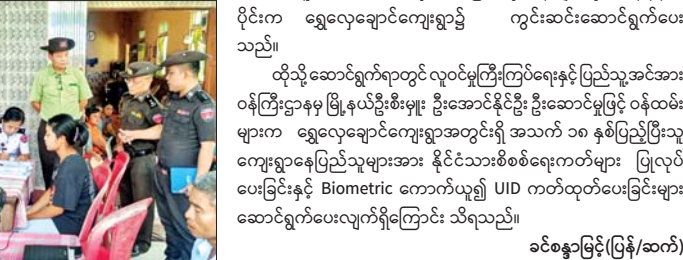 ပိုင်းက ရွှေလှေချောင်ကျေးရွာ၌ ကွင်းဆင်းဆောင်ရွက်ပေး
သည်။
ထိုသို့ဆောင်ရွက်ရာတွင် လူဝင်မှုကြီးကြပ်ရေးနှင့်ပြည်သူ့အင်အား
ဝန်ကြီးဌာနမှ မြို့နယ်ဦးစီးမှူး ဦးအောင်နိုင်ဦး ဦးဆောင်မှုဖြင့် ဝန်ထမ်း
များက ရွှေလှေချောင်ကျေးရွာအတွင်းရှိ အသက် ၁၈ နှစ်ပြည့်ပြီးသူ
ကျေးရွာနေပြည်သူများအား နိုင်ငံသားစိစစ်ရေးကတ်များ ပြုလုပ်
ပေးခြင်းနှင့် Biometric ကောက်ယူ၍ UID ကတ်ထုတ်ပေးခြင်းများ
ဆောင်ရွက်ပေးလျက်ရှိကြောင်း သိရသည်။
ခင်စန္ဒာမြင့်(ပြန်/ဆက်)